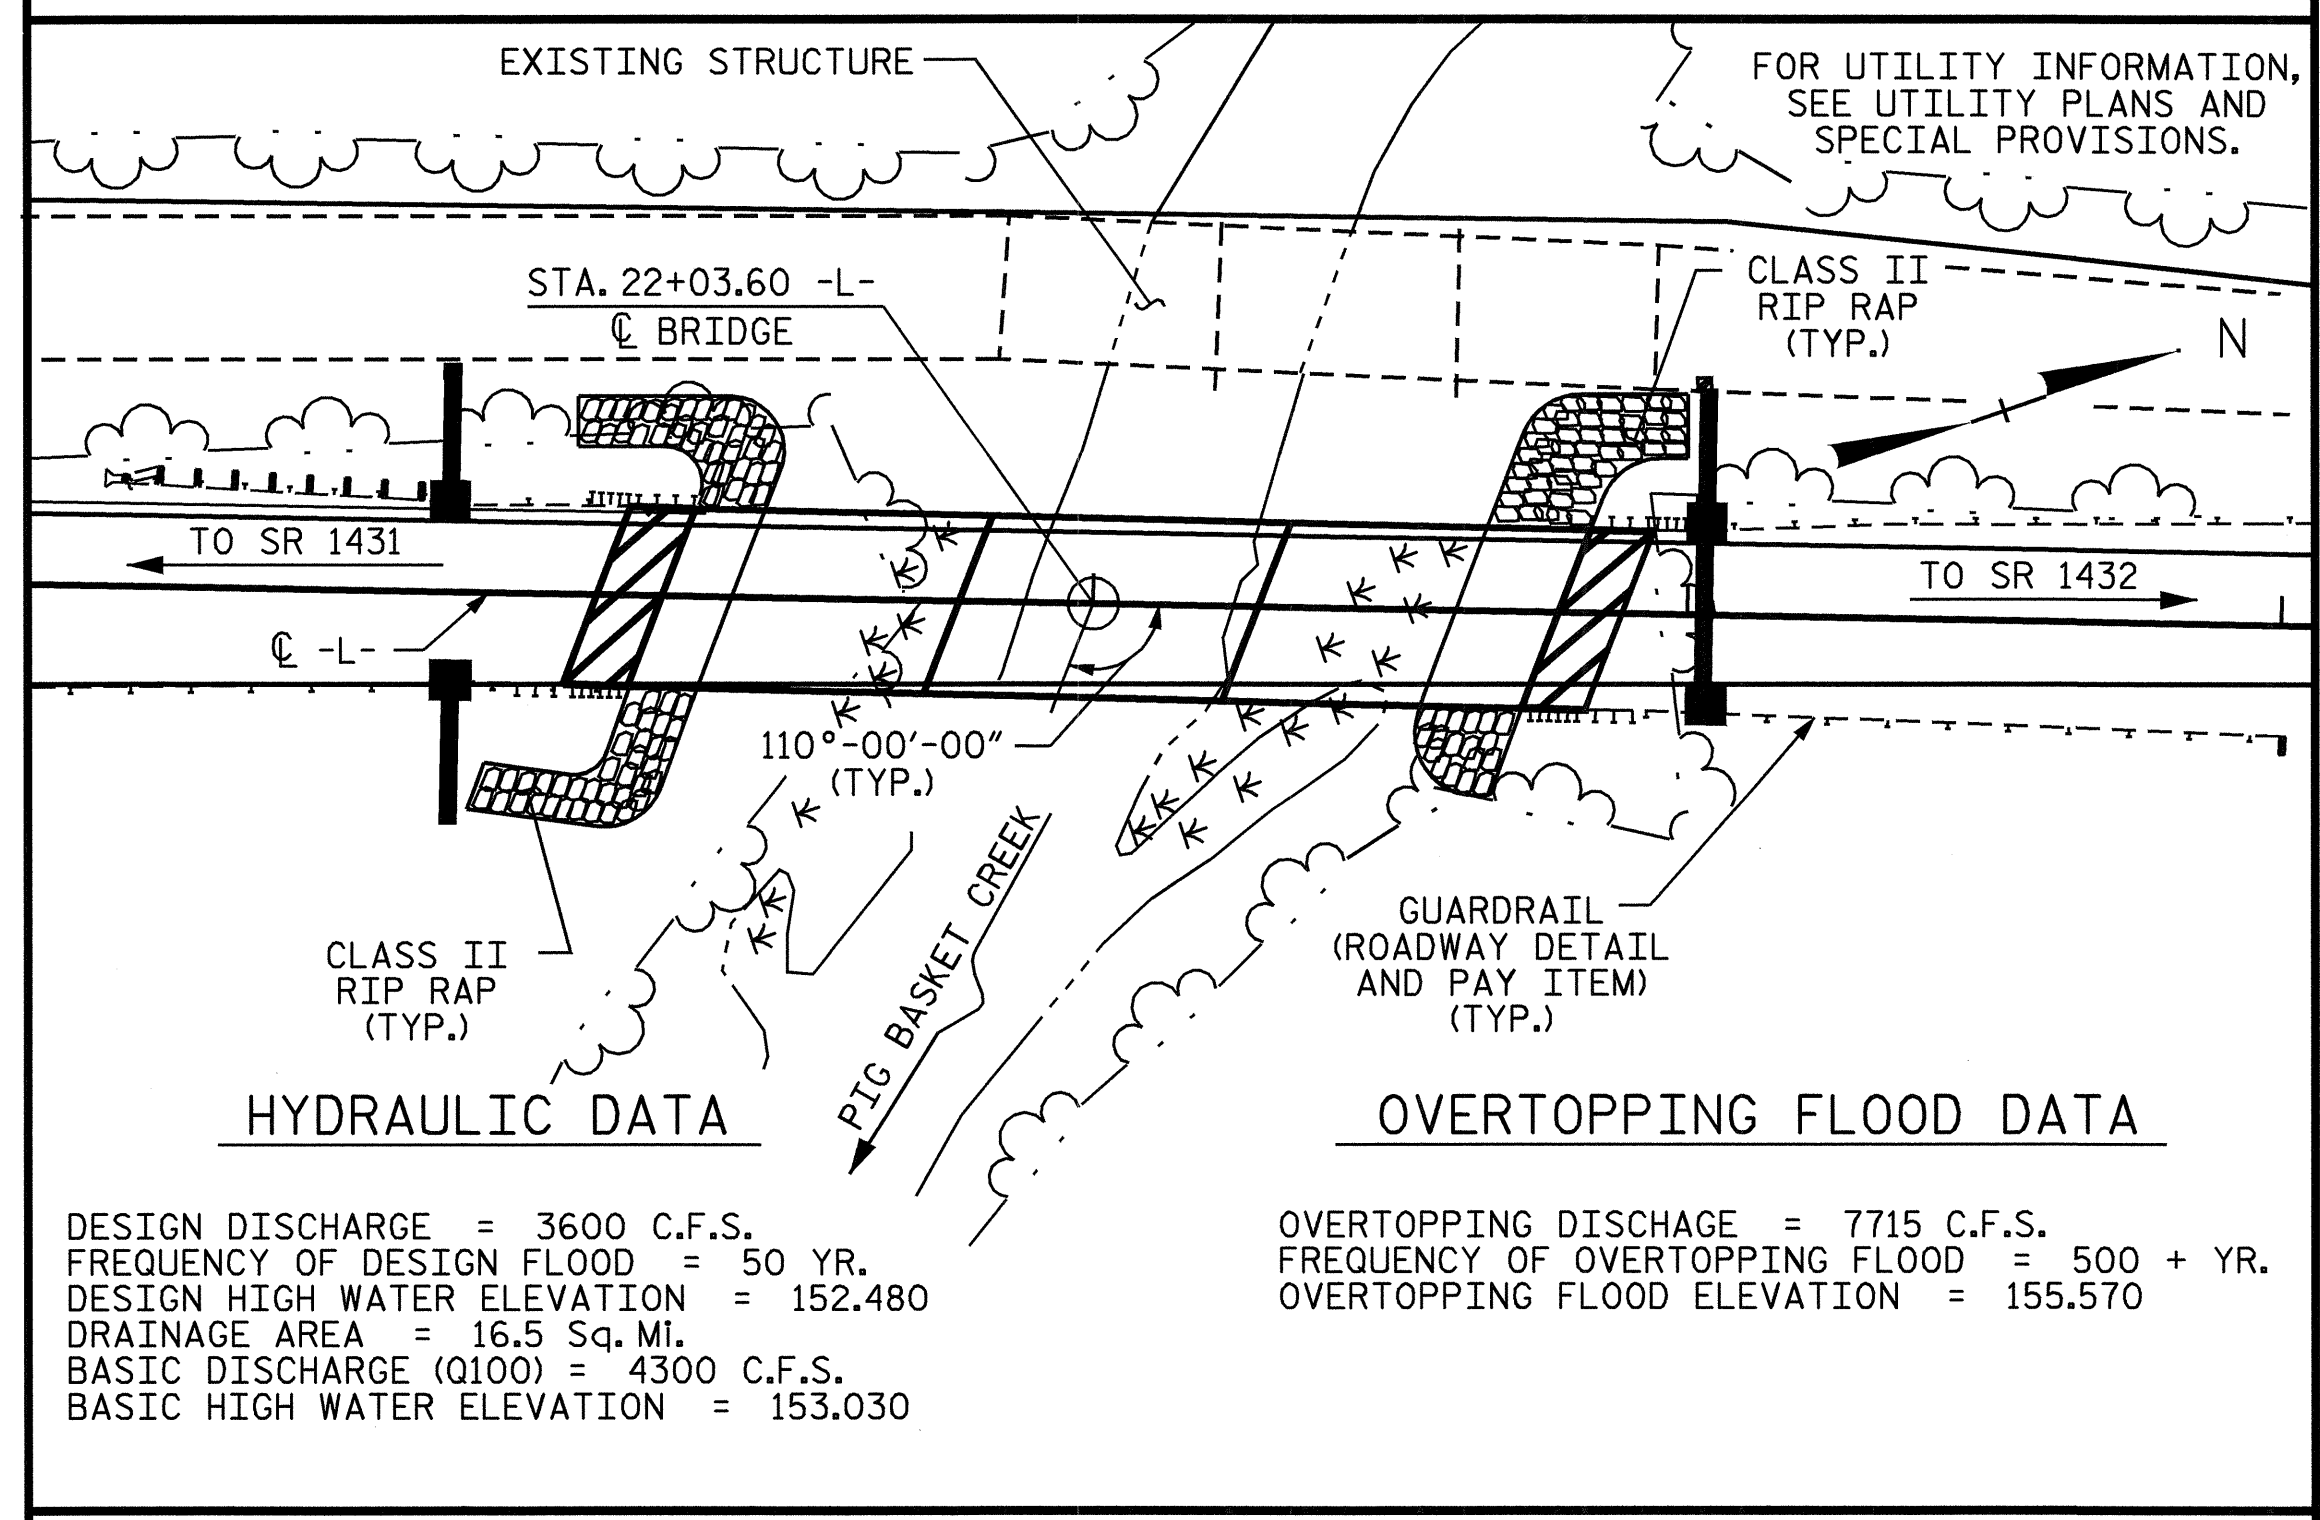 EXISTING STRUCTURE
FOR UTILITY INFORMATION,
SEE UTILITY PLANS AND
SPECIAL PROVISIONS.
STA. 22+03.60 -L-
℄ BRIDGE
CLASS II
RIP RAP
(TYP.)
N
TO SR 1431
TO SR 1432
℄ -L-
110°-00'-00"
(TYP.)
PIG BASKET CREEK
CLASS II
RIP RAP
(TYP.)
GUARDRAIL
(ROADWAY DETAIL
AND PAY ITEM)
(TYP.)
HYDRAULIC DATA
DESIGN DISCHARGE = 3600 C.F.S.
FREQUENCY OF DESIGN FLOOD = 50 YR.
DESIGN HIGH WATER ELEVATION = 152.480
DRAINAGE AREA = 16.5 Sq. Mi.
BASIC DISCHARGE (Q100) = 4300 C.F.S.
BASIC HIGH WATER ELEVATION = 153.030
OVERTOPPING FLOOD DATA
OVERTOPPING DISCHAGE = 7715 C.F.S.
FREQUENCY OF OVERTOPPING FLOOD = 500 + YR.
OVERTOPPING FLOOD ELEVATION = 155.570